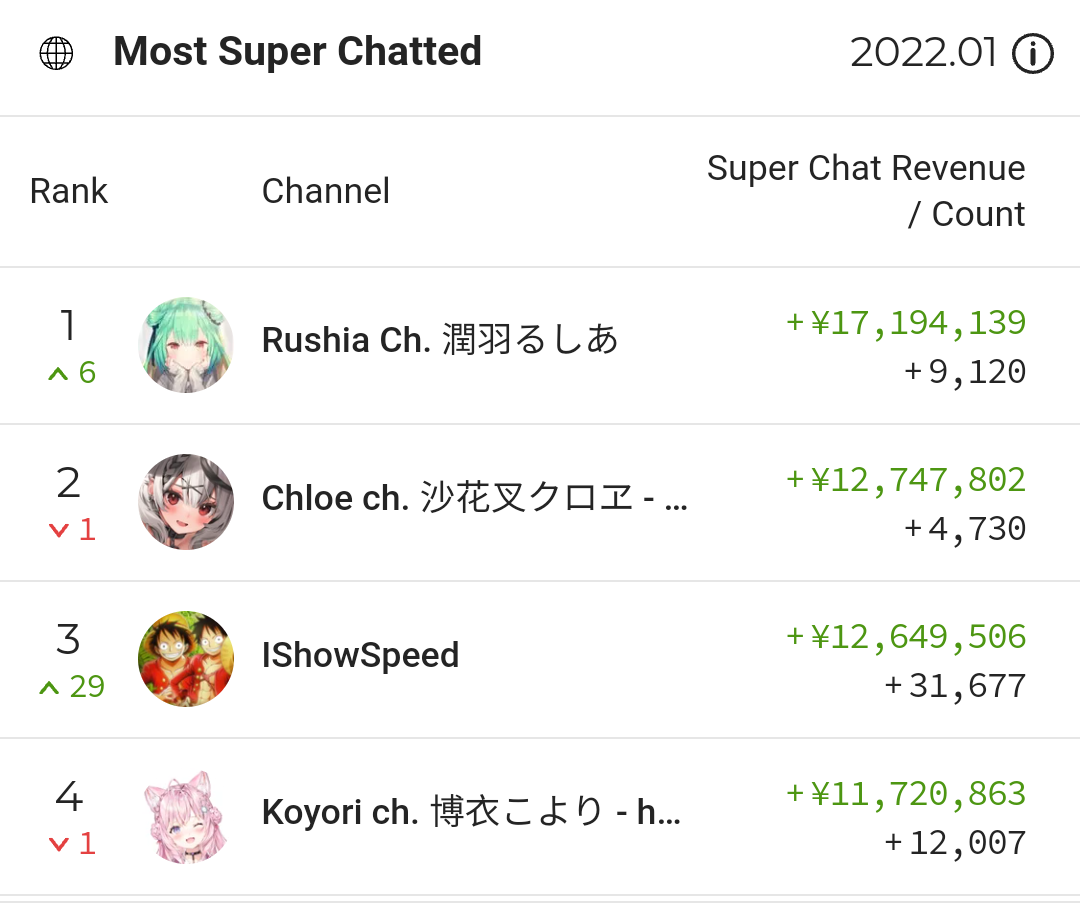 Most Super Chatted 2022.01
Rank Channel Super Chat Revenue
/ Count
1 Rushia Ch. 潤羽るしあ +¥17,194,139
6 +9,120
2 Chloe ch. 沙花叉クロヱ - ... +¥12,747,802
1 +4,730
3 IShowSpeed +¥12,649,506
29 +31,677
4 Koyori ch. 博衣こより - h... +¥11,720,863
1 +12,007